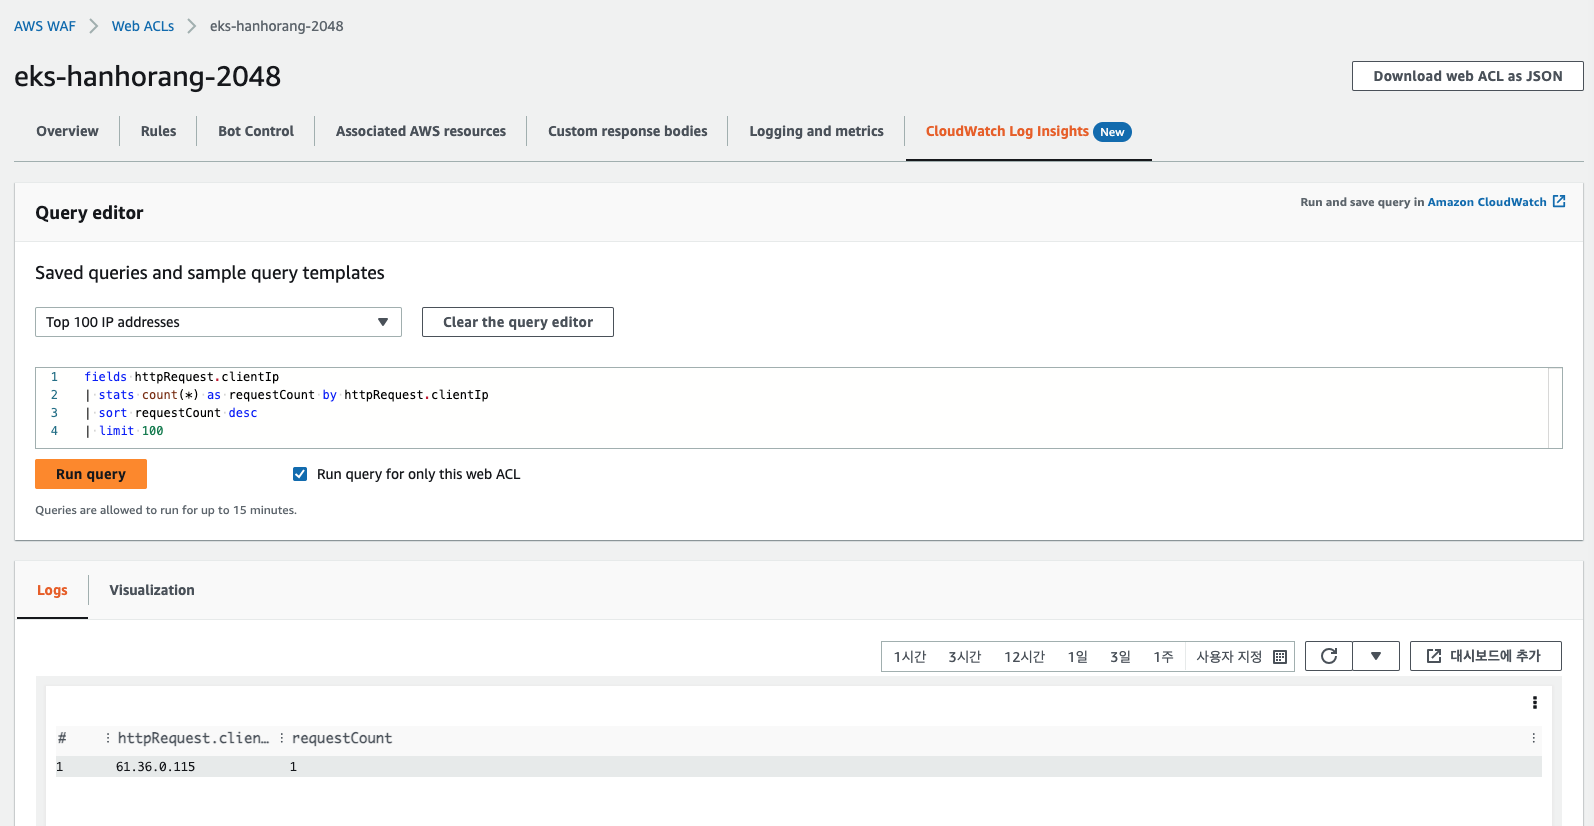 AWS WAF > Web ACLs > eks-hanhorang-2048
eks-hanhorang-2048
Download web ACL as JSON
Overview
Rules
Bot Control
Associated AWS resources
Custom response bodies
Logging and metrics
CloudWatch Log Insights New
Query editor
Run and save query in Amazon CloudWatch
Saved queries and sample query templates
Top 100 IP addresses
Clear the query editor
1 fields httpRequest.clientIp
2 | stats count(*) as requestCount by httpRequest.clientIp
3 | sort requestCount desc
4 | limit 100
Run query
Run query for only this web ACL
Queries are allowed to run for up to 15 minutes.
Logs
Visualization
1시간 3시간 12시간 1일 3일 1주 사용자 지정
대시보드에 추가
# httpRequest.clien... requestCount
1 61.36.0.115 1